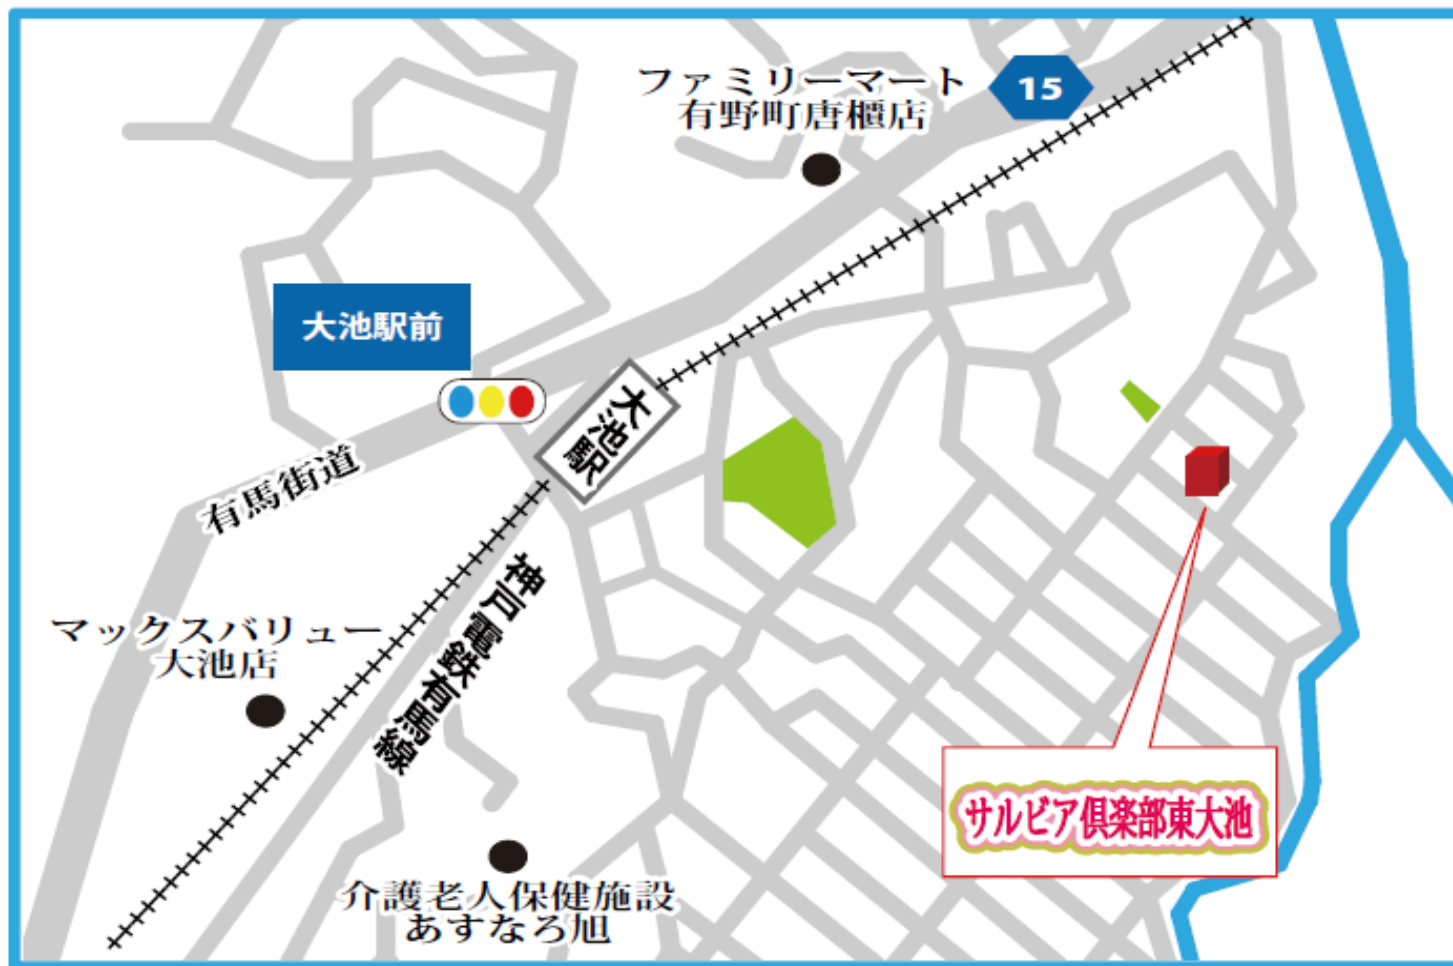 ファミリーマート
有野町唐櫃店
15
大池駅前
大池駅
有馬街道
神戸電鉄有馬線
マックスバリュー
大池店
サルビア倶楽部東大池
介護老人保健施設
あすなろ旭